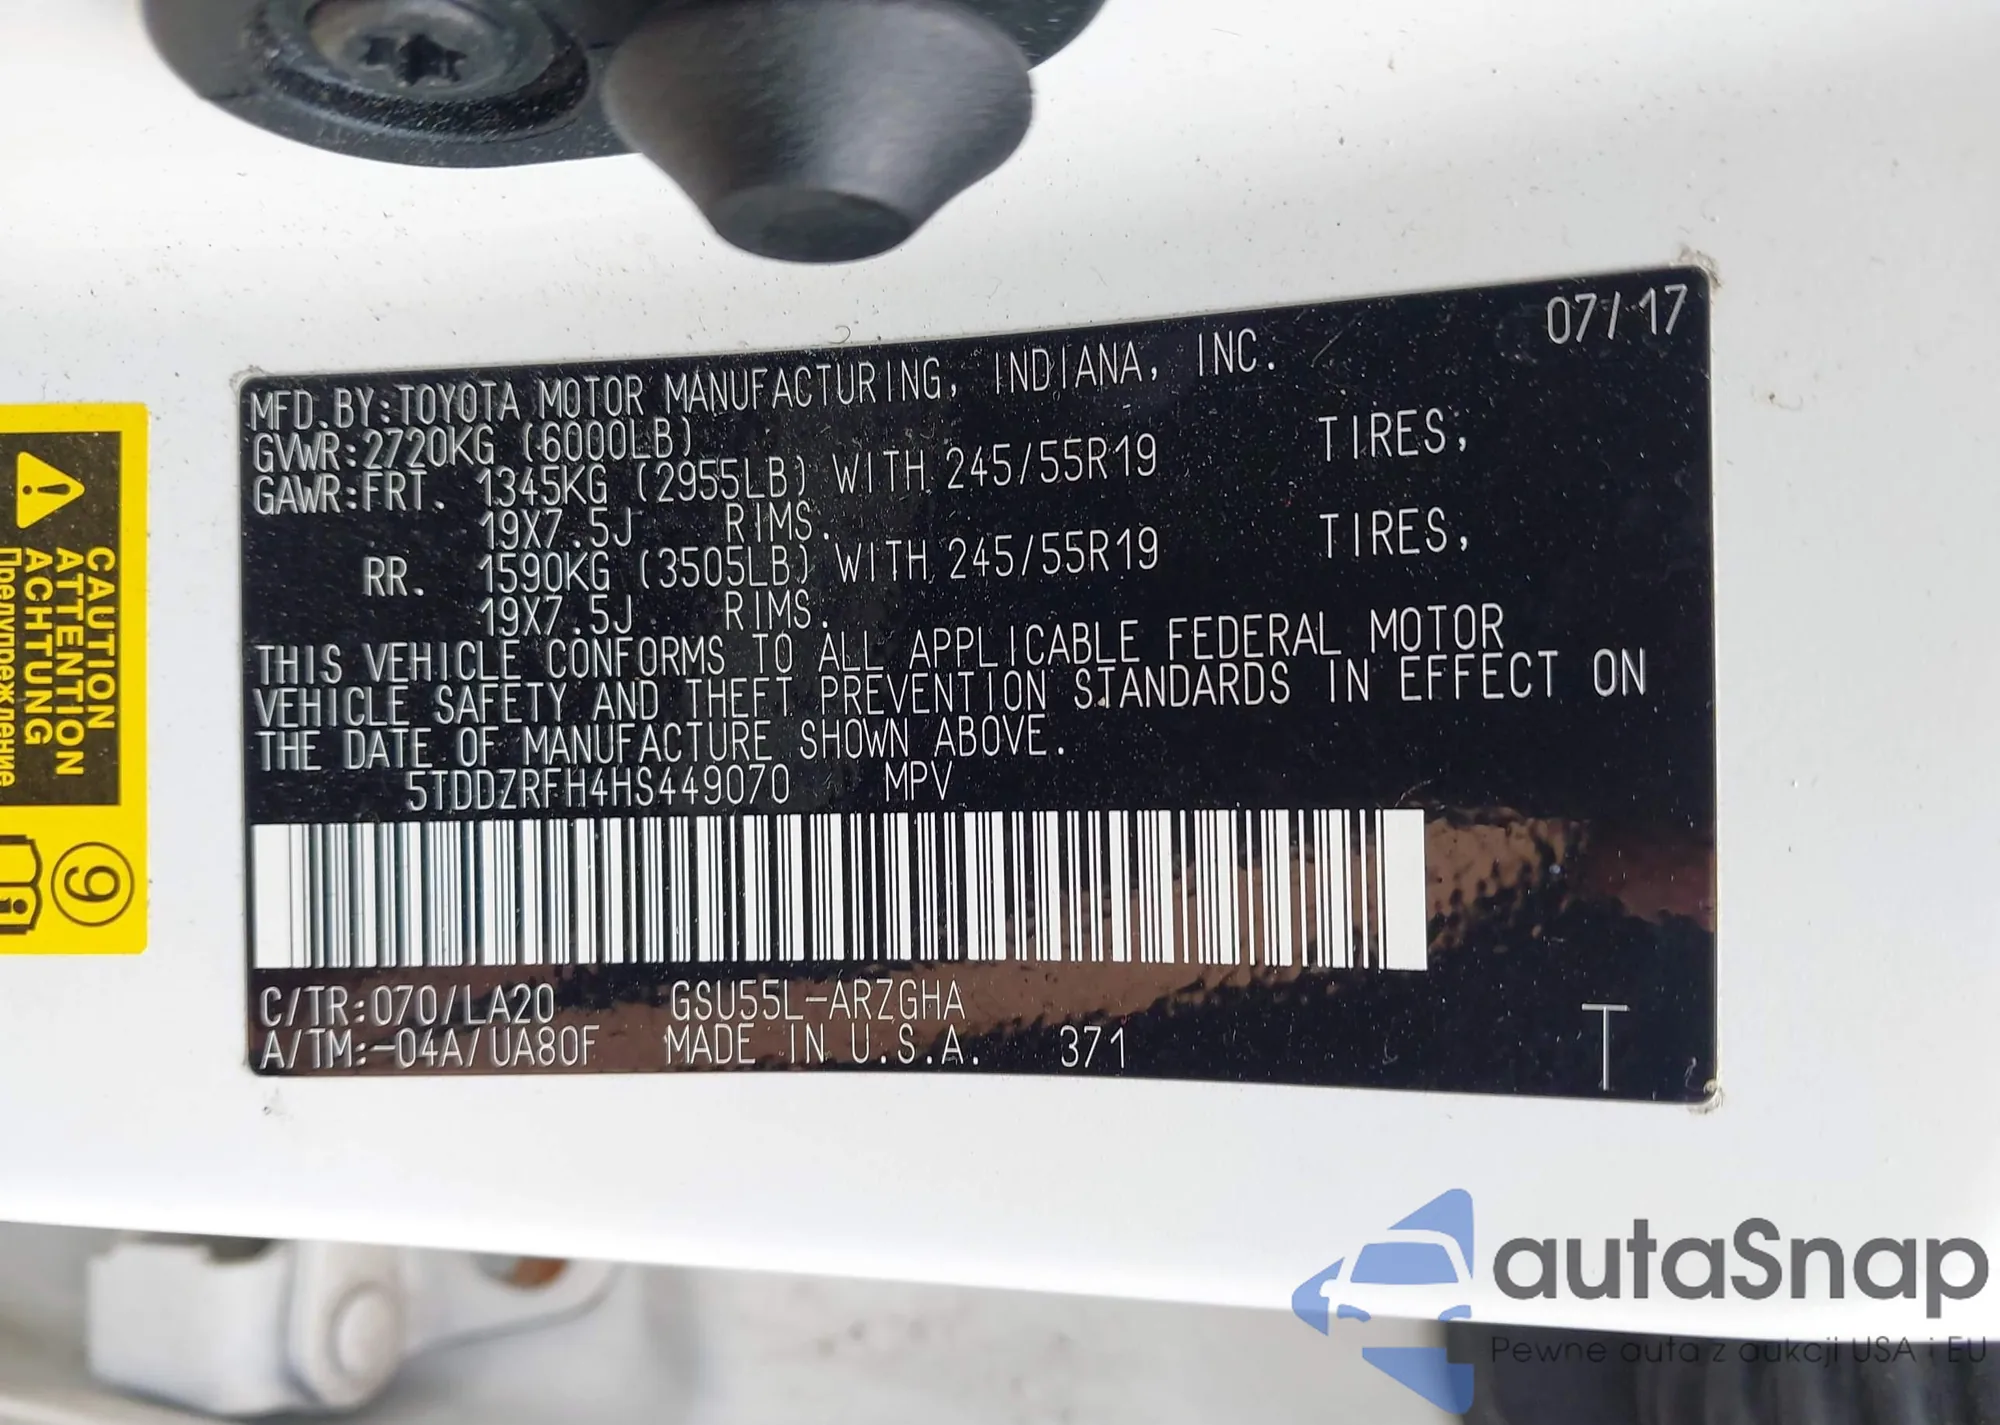 07/17
MFD.BY:TOYOTA MOTOR MANUFACTURING, INDIANA, INC.
GVWR:2720KG (6000LB)
GAWR:FRT. 1345KG (2955LB) WITH 245/55R19 TIRES,
19X7.5J RIMS.
RR. 1590KG (3505LB) WITH 245/55R19 TIRES,
19X7.5J RIMS.
THIS VEHICLE CONFORMS TO ALL APPLICABLE FEDERAL MOTOR
VEHICLE SAFETY AND THEFT PREVENTION STANDARDS IN EFFECT ON
THE DATE OF MANUFACTURE SHOWN ABOVE.
5TDDZRFH4HS449070 MPV
C/TR:070/LA20 GSU55L-ARZGHA
A/TM:-04A/UA80F MADE IN U.S.A. 371
T
CAUTION
ATTENTION
ACHTUNG
Предупреждение
9
autaSnap
Pewne auta z aukcji USA i EU